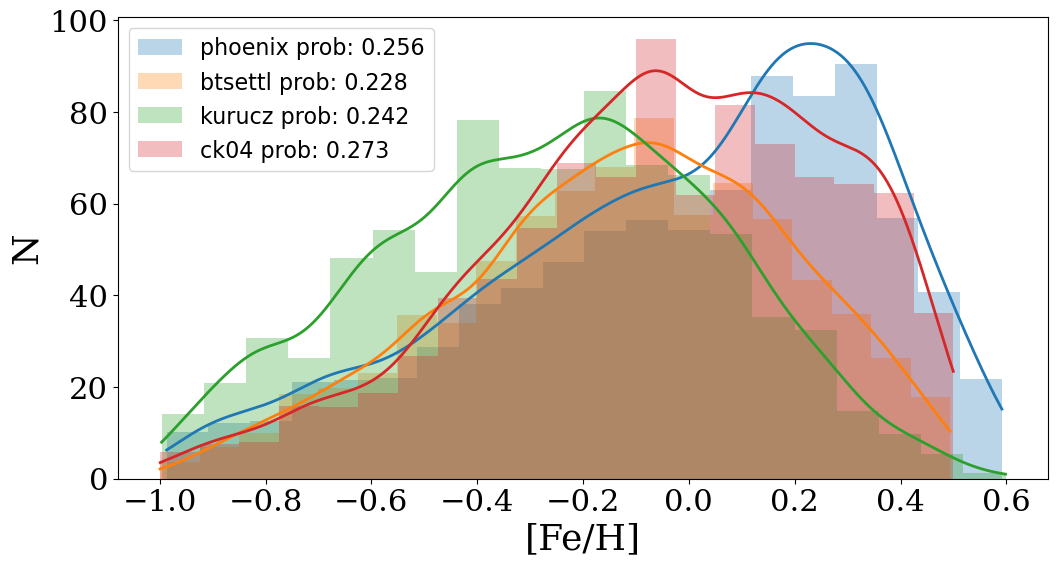 phoenix prob: 0.256
btsettl prob: 0.228
kurucz prob: 0.242
ck04 prob: 0.273
100
80
60
40
20
0
N
−1.0 −0.8 −0.6 −0.4 −0.2 0.0 0.2 0.4 0.6
[Fe/H]